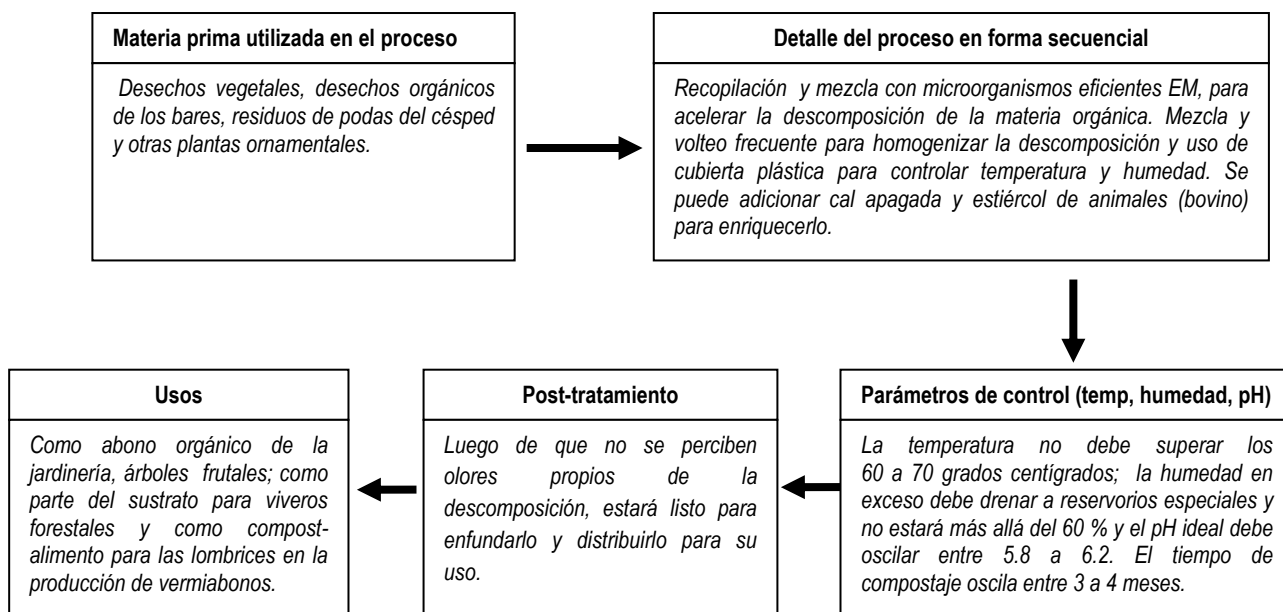 Materia prima utilizada en el proceso
Desechos vegetales, desechos orgánicos
de los bares, residuos de podas del césped
y otras plantas ornamentales.
Detalle del proceso en forma secuencial
Recopilación y mezcla con microorganismos eficientes EM, para
acelerar la descomposición de la materia orgánica. Mezcla y
volteo frecuente para homogenizar la descomposición y uso de
cubierta plástica para controlar temperatura y humedad. Se
puede adicionar cal apagada y estiércol de animales (bovino)
para enriquecerlo.
Parámetros de control (temp, humedad, pH)
La temperatura no debe superar los
60 a 70 grados centígrados; la humedad en
exceso debe drenar a reservorios especiales y
no estará más allá del 60 % y el pH ideal debe
oscilar entre 5.8 a 6.2. El tiempo de
compostaje oscila entre 3 a 4 meses.
Post-tratamiento
Luego de que no se perciben
olores propios de la
descomposición, estará listo para
enfundarlo y distribuirlo para su
uso.
Usos
Como abono orgánico de la
jardinería, árboles frutales; como
parte del sustrato para viveros
forestales y como compost-
alimento para las lombrices en la
producción de vermiabonos.